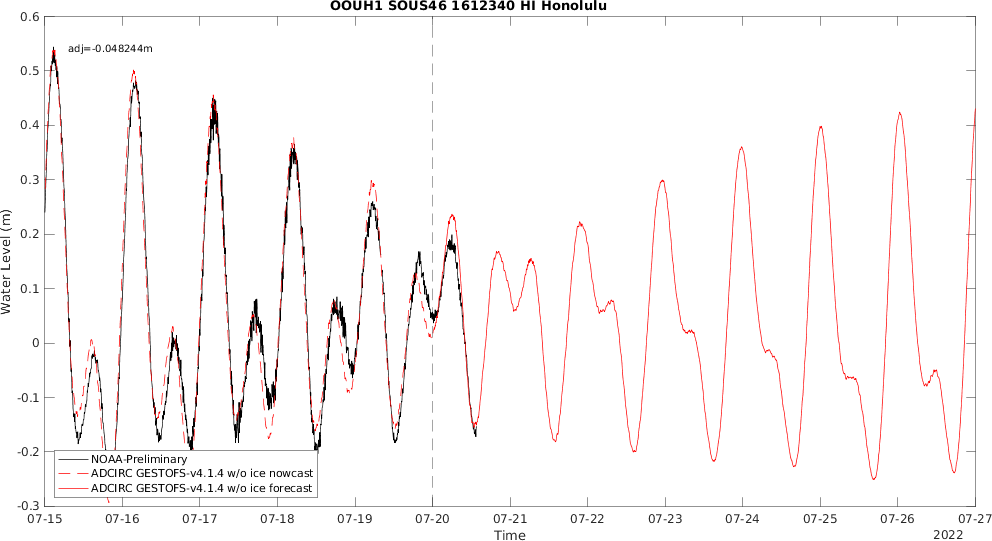 OOUH1 SOUS46 1612340 HI Honolulu
adj=-0.048244m
0.6
0.5
0.4
0.3
0.2
0.1
0
-0.1
-0.2
-0.3
Water Level (m)
NOAA-Preliminary
ADCIRC GESTOFS-v4.1.4 w/o ice nowcast
ADCIRC GESTOFS-v4.1.4 w/o ice forecast
07-15 07-16 07-17 07-18 07-19 07-20 07-21 07-22 07-23 07-24 07-25 07-26 07-27
Time
2022